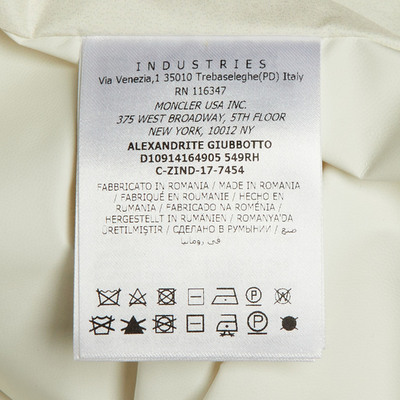 INDUSTRIES
Via Venezia,1 35010 Trebaseleghe(PD) Italy
RN 116347
MONCLER USA INC.
375 WEST BROADWAY, 5TH FLOOR
NEW YORK, 10012 NY
ALEXANDRITE GIUBBOTTO
D10914164905 549RH
C-ZIND-17-7454
FABBRICATO IN ROMANIA / MADE IN ROMANIA
/ FABRIQUÉ EN ROUMANIE / HECHO EN
RUMANIA / FABRICADO NA ROMÉNIA /
HERGESTELLT IN RUMÄNIEN / ROMANYA'DA
ÜRETILMIŞTIR / СДЕЛАНО В РУМЫНИИ / صنع
في رومانيا